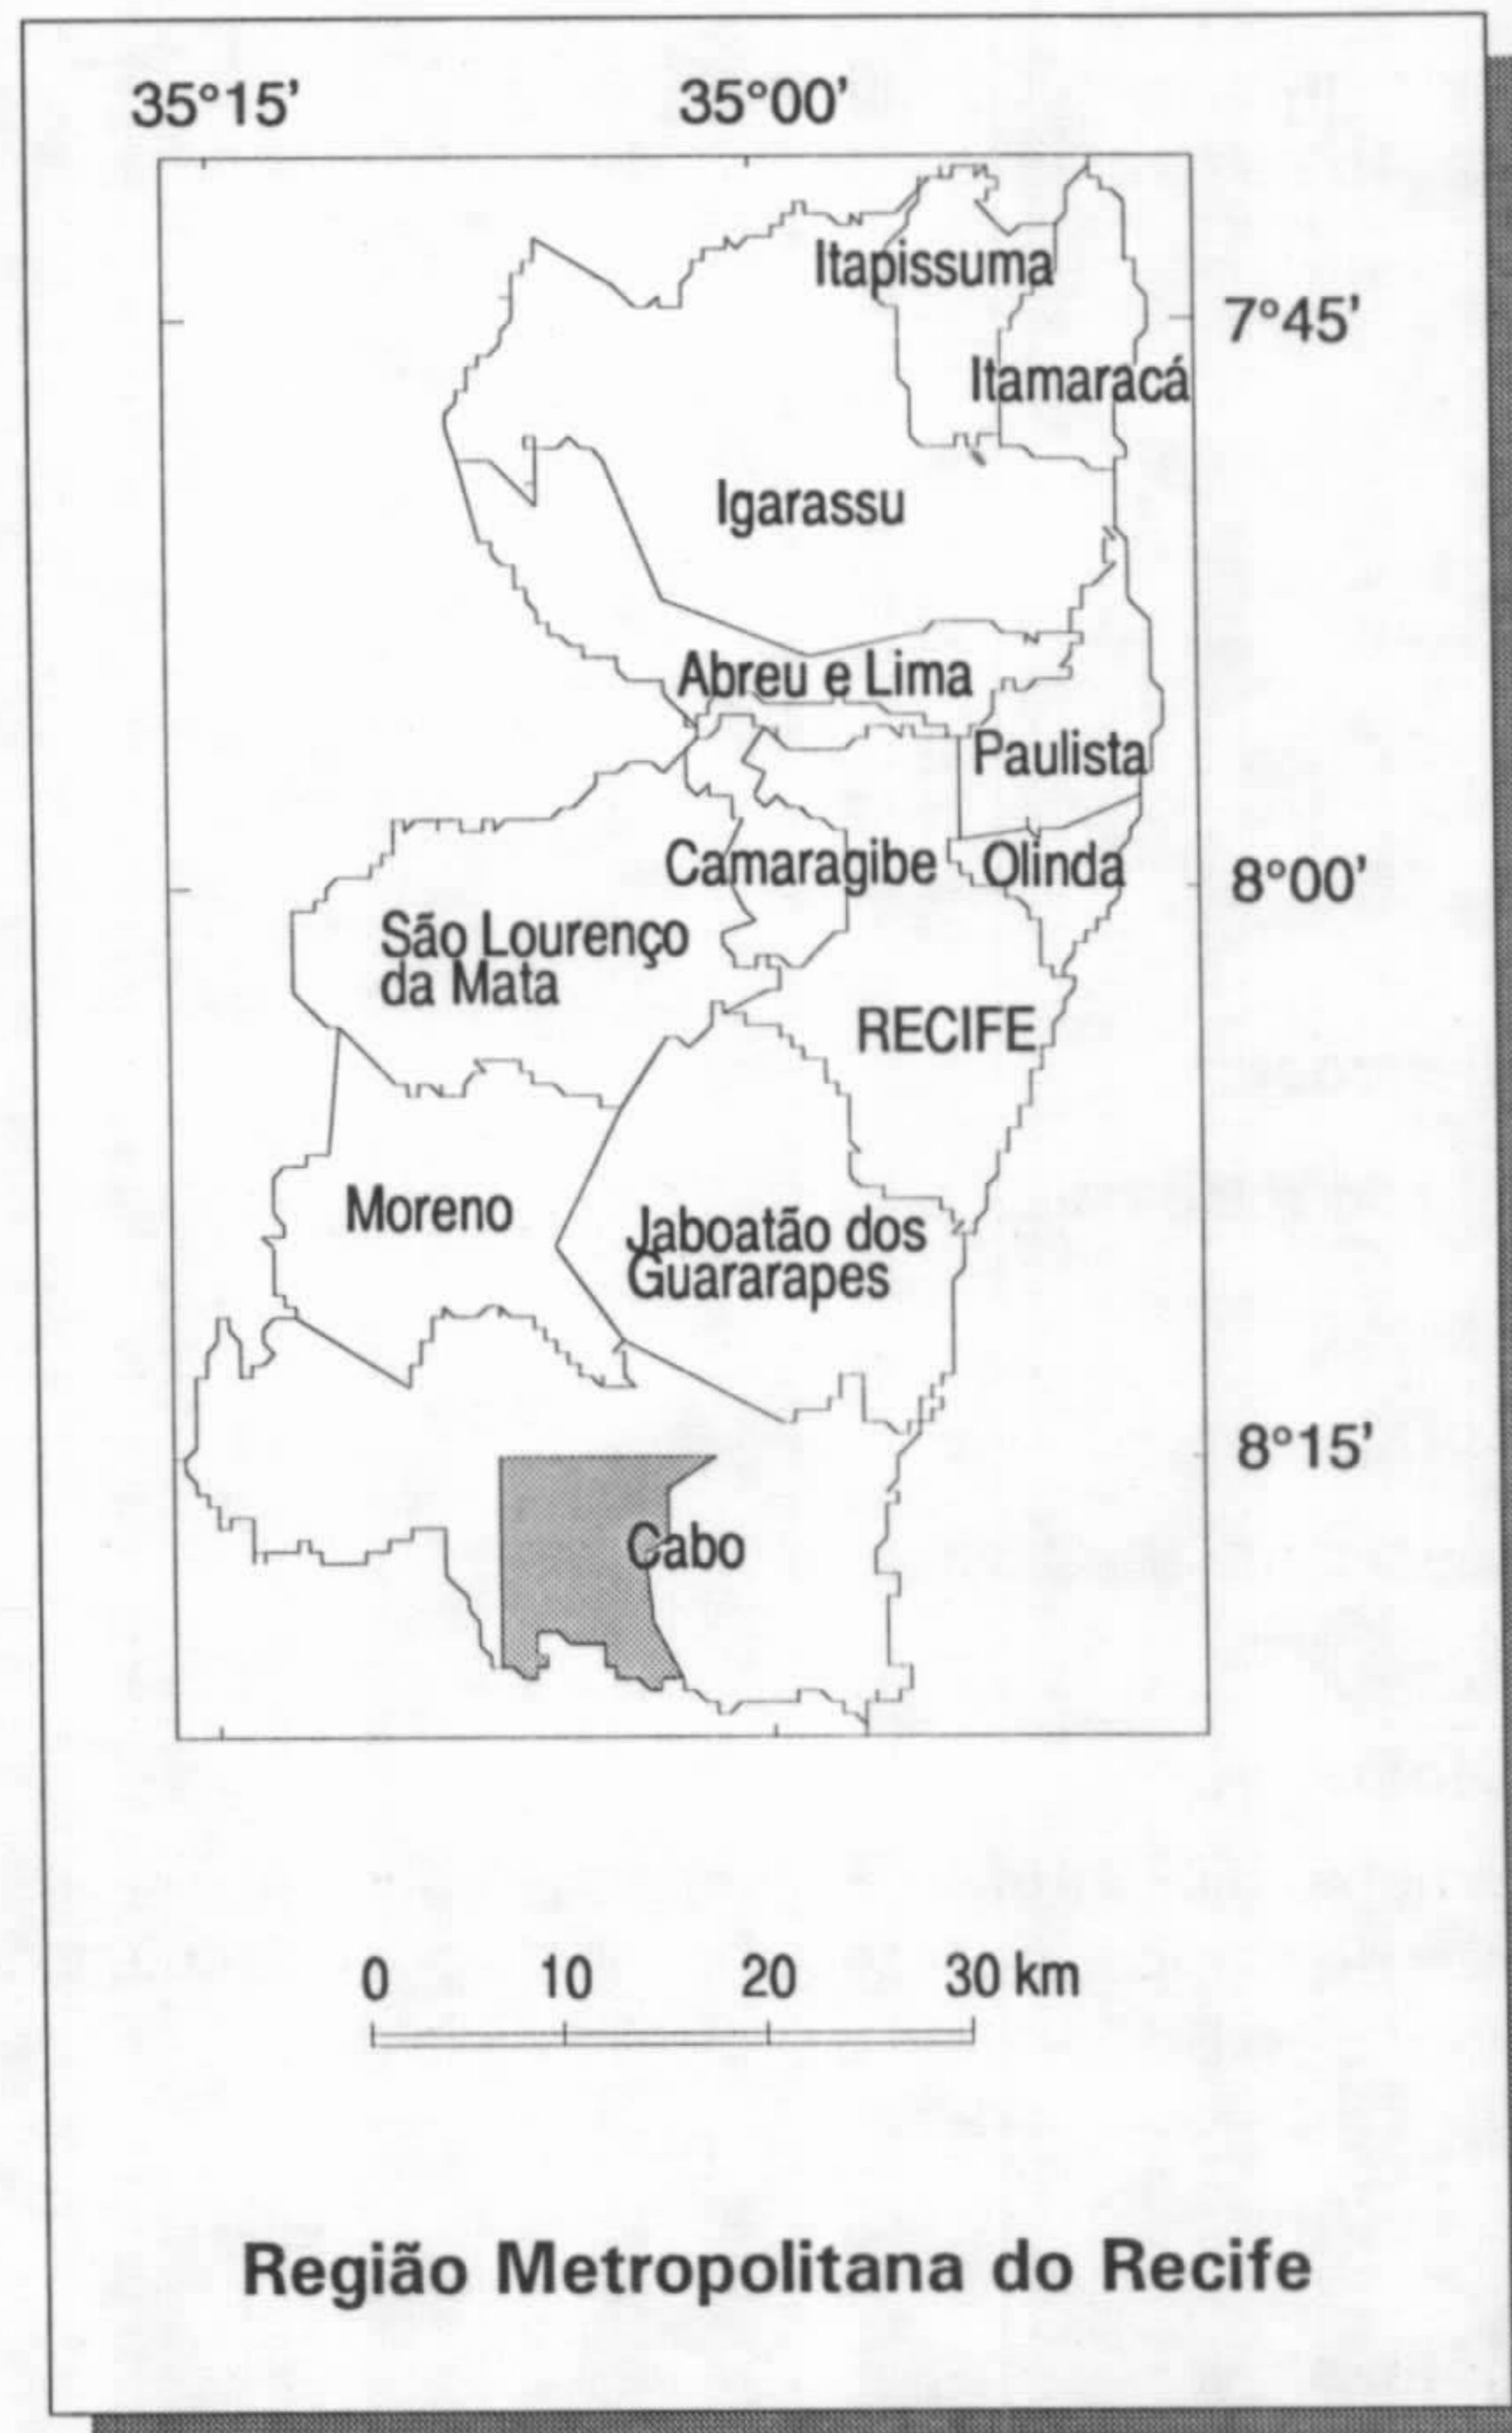 35°15' 35°00'
Itapissuma
7°45'
Itamaracá
Igarassu
Abreu e Lima
Paulista
Camaragibe
Olinda
8°00'
São Lourenço
da Mata
RECIFE
Moreno
Jaboatão dos
Guararapes
8°15'
Cabo
0 10 20 30 km
Região Metropolitana do Recife